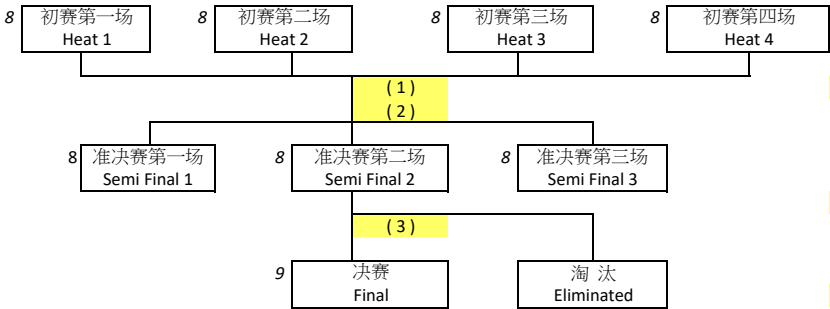 8 初赛第一场 8 初赛第二场 8 初赛第三场 8 初赛第四场
Heat 1 Heat 2 Heat 3 Heat 4
( 1 )
( 2 )
8 准决赛第一场 8 准决赛第二场 8 准决赛第三场
Semi Final 1 Semi Final 2 Semi Final 3
( 3 )
9 决赛 淘 汰
Final Eliminated